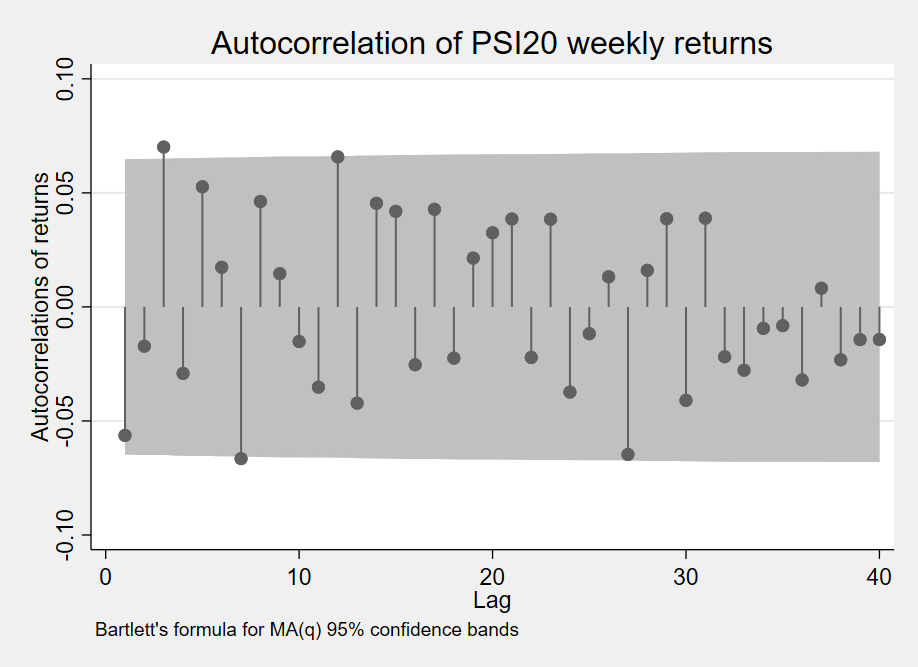 Autocorrelation of PSI20 weekly returns
Autocorrelations of returns
0.10
0.05
0.00
-0.05
-0.10
0 10 20 30 40
Lag
Bartlett's formula for MA(q) 95% confidence bands